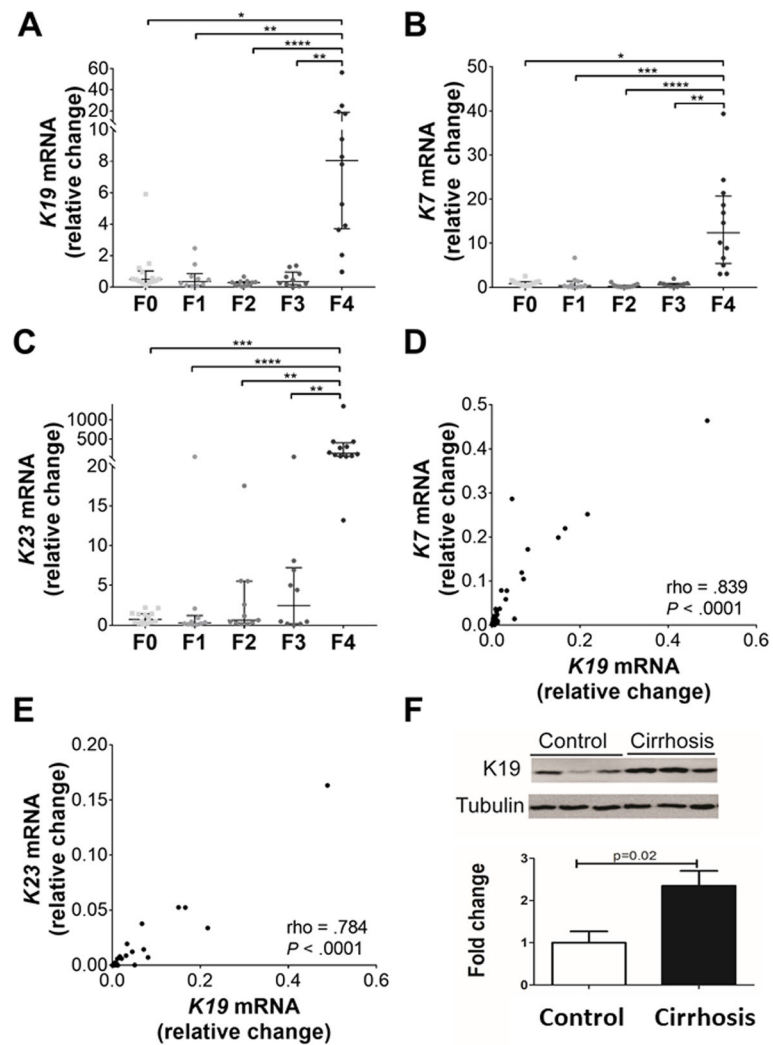 A
*
**
****
**
K19 mRNA
(relative change)
60
40
20
10
8
6
4
2
0
F0 F1 F2 F3 F4
B
*
***
****
**
K7 mRNA
(relative change)
50
40
30
20
10
0
F0 F1 F2 F3 F4
C
***
****
**
**
K23 mRNA
(relative change)
1000
500
20
15
10
5
0
F0 F1 F2 F3 F4
D
K7 mRNA
(relative change)
0.5
0.4
0.3
0.2
0.1
0.0
rho = .839
P < .0001
0.0 0.2 0.4 0.6
K19 mRNA
(relative change)
E
K23 mRNA
(relative change)
0.20
0.15
0.10
0.05
0.00
rho = .784
P < .0001
0.0 0.2 0.4 0.6
K19 mRNA
(relative change)
F
Control Cirrhosis
K19
Tubulin
p=0.02
Fold change
3
2
1
0
Control Cirrhosis